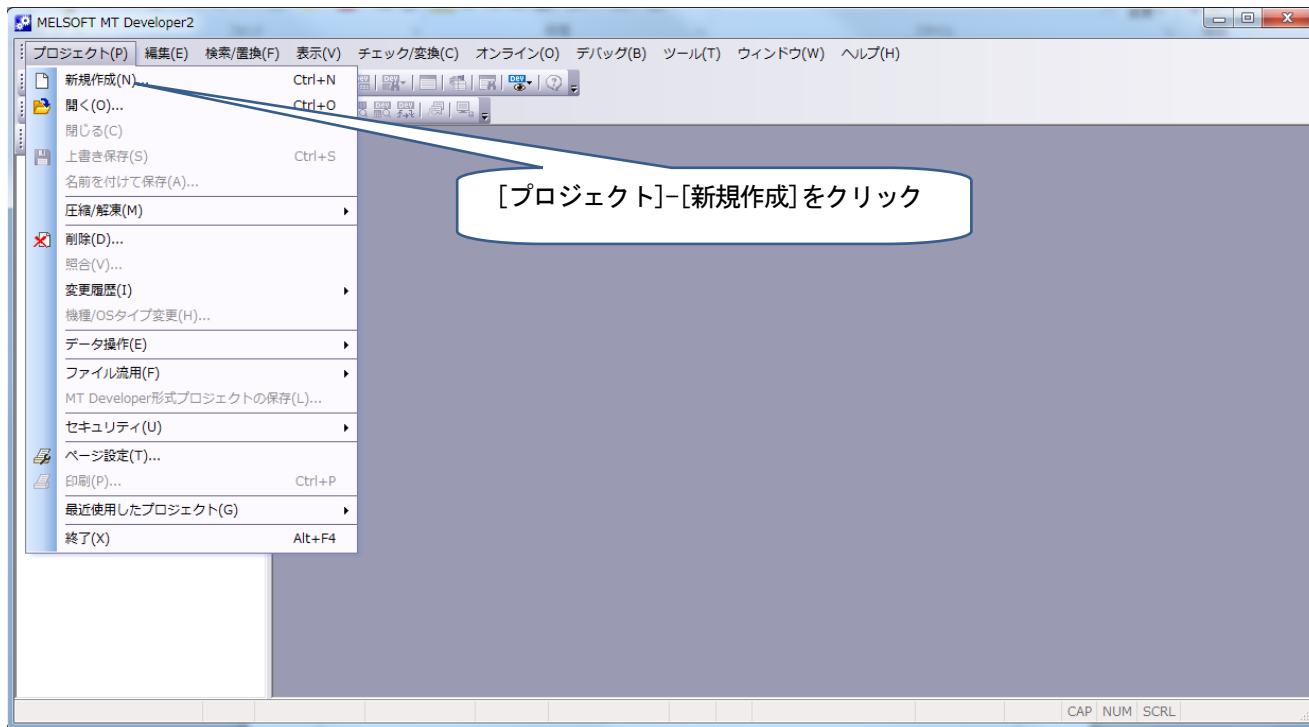 MELSOFT MT Developer2
プロジェクト(P) 編集(E) 検索/置換(F) 表示(V) チェック/変換(C) オンライン(O) デバッグ(B) ツール(T) ウィンドウ(W) ヘルプ(H)
新規作成(N)... Ctrl+N
開く(O)... Ctrl+O
閉じる(C)
上書き保存(S) Ctrl+S
名前を付けて保存(A)...
圧縮/解凍(M)
削除(D)...
照合(V)...
変更履歴(I)
機種/OSタイプ変更(H)...
データ操作(E)
ファイル流用(F)
MT Developer形式プロジェクトの保存(L)...
セキュリティ(U)
ページ設定(T)...
印刷(P)... Ctrl+P
最近使用したプロジェクト(G)
終了(X) Alt+F4
[プロジェクト]-[新規作成]をクリック
CAP NUM SCRL